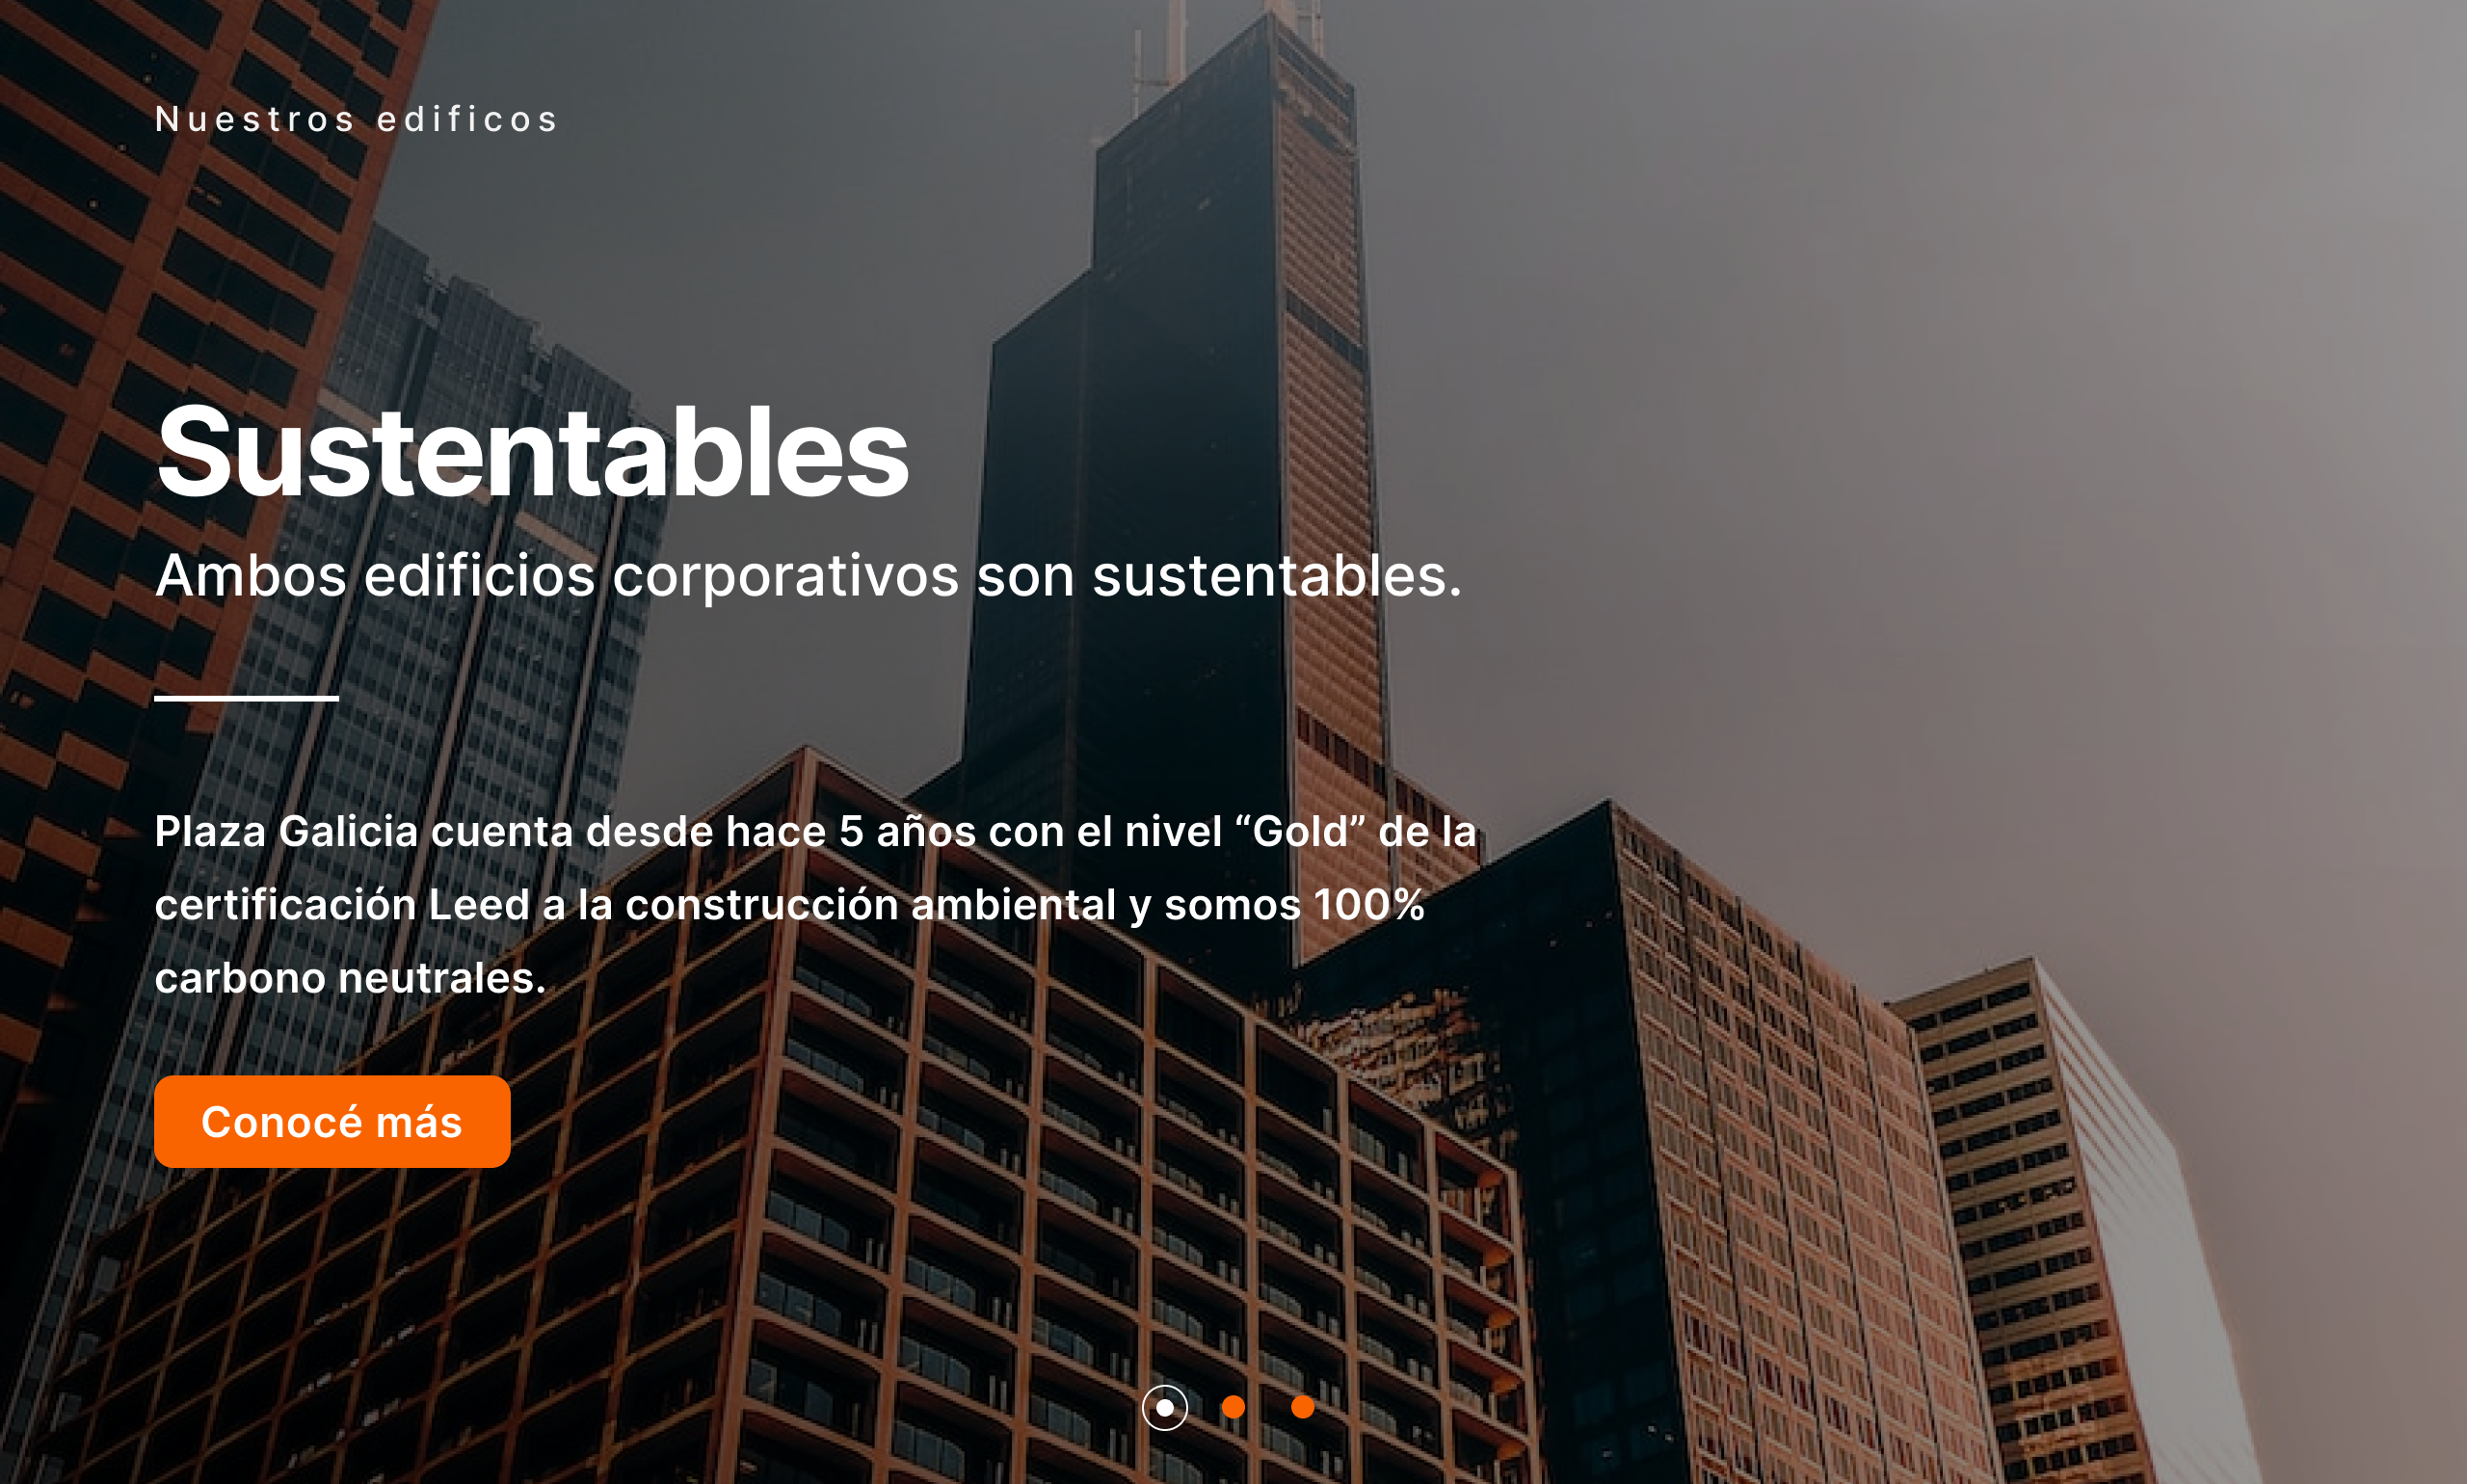 Nuestros edificos
Sustentables
Ambos edificios corporativos son sustentables.
Plaza Galicia cuenta desde hace 5 años con el nivel “Gold” de la
certificación Leed a la construcción ambiental y somos 100%
carbono neutrales.
Conocé más